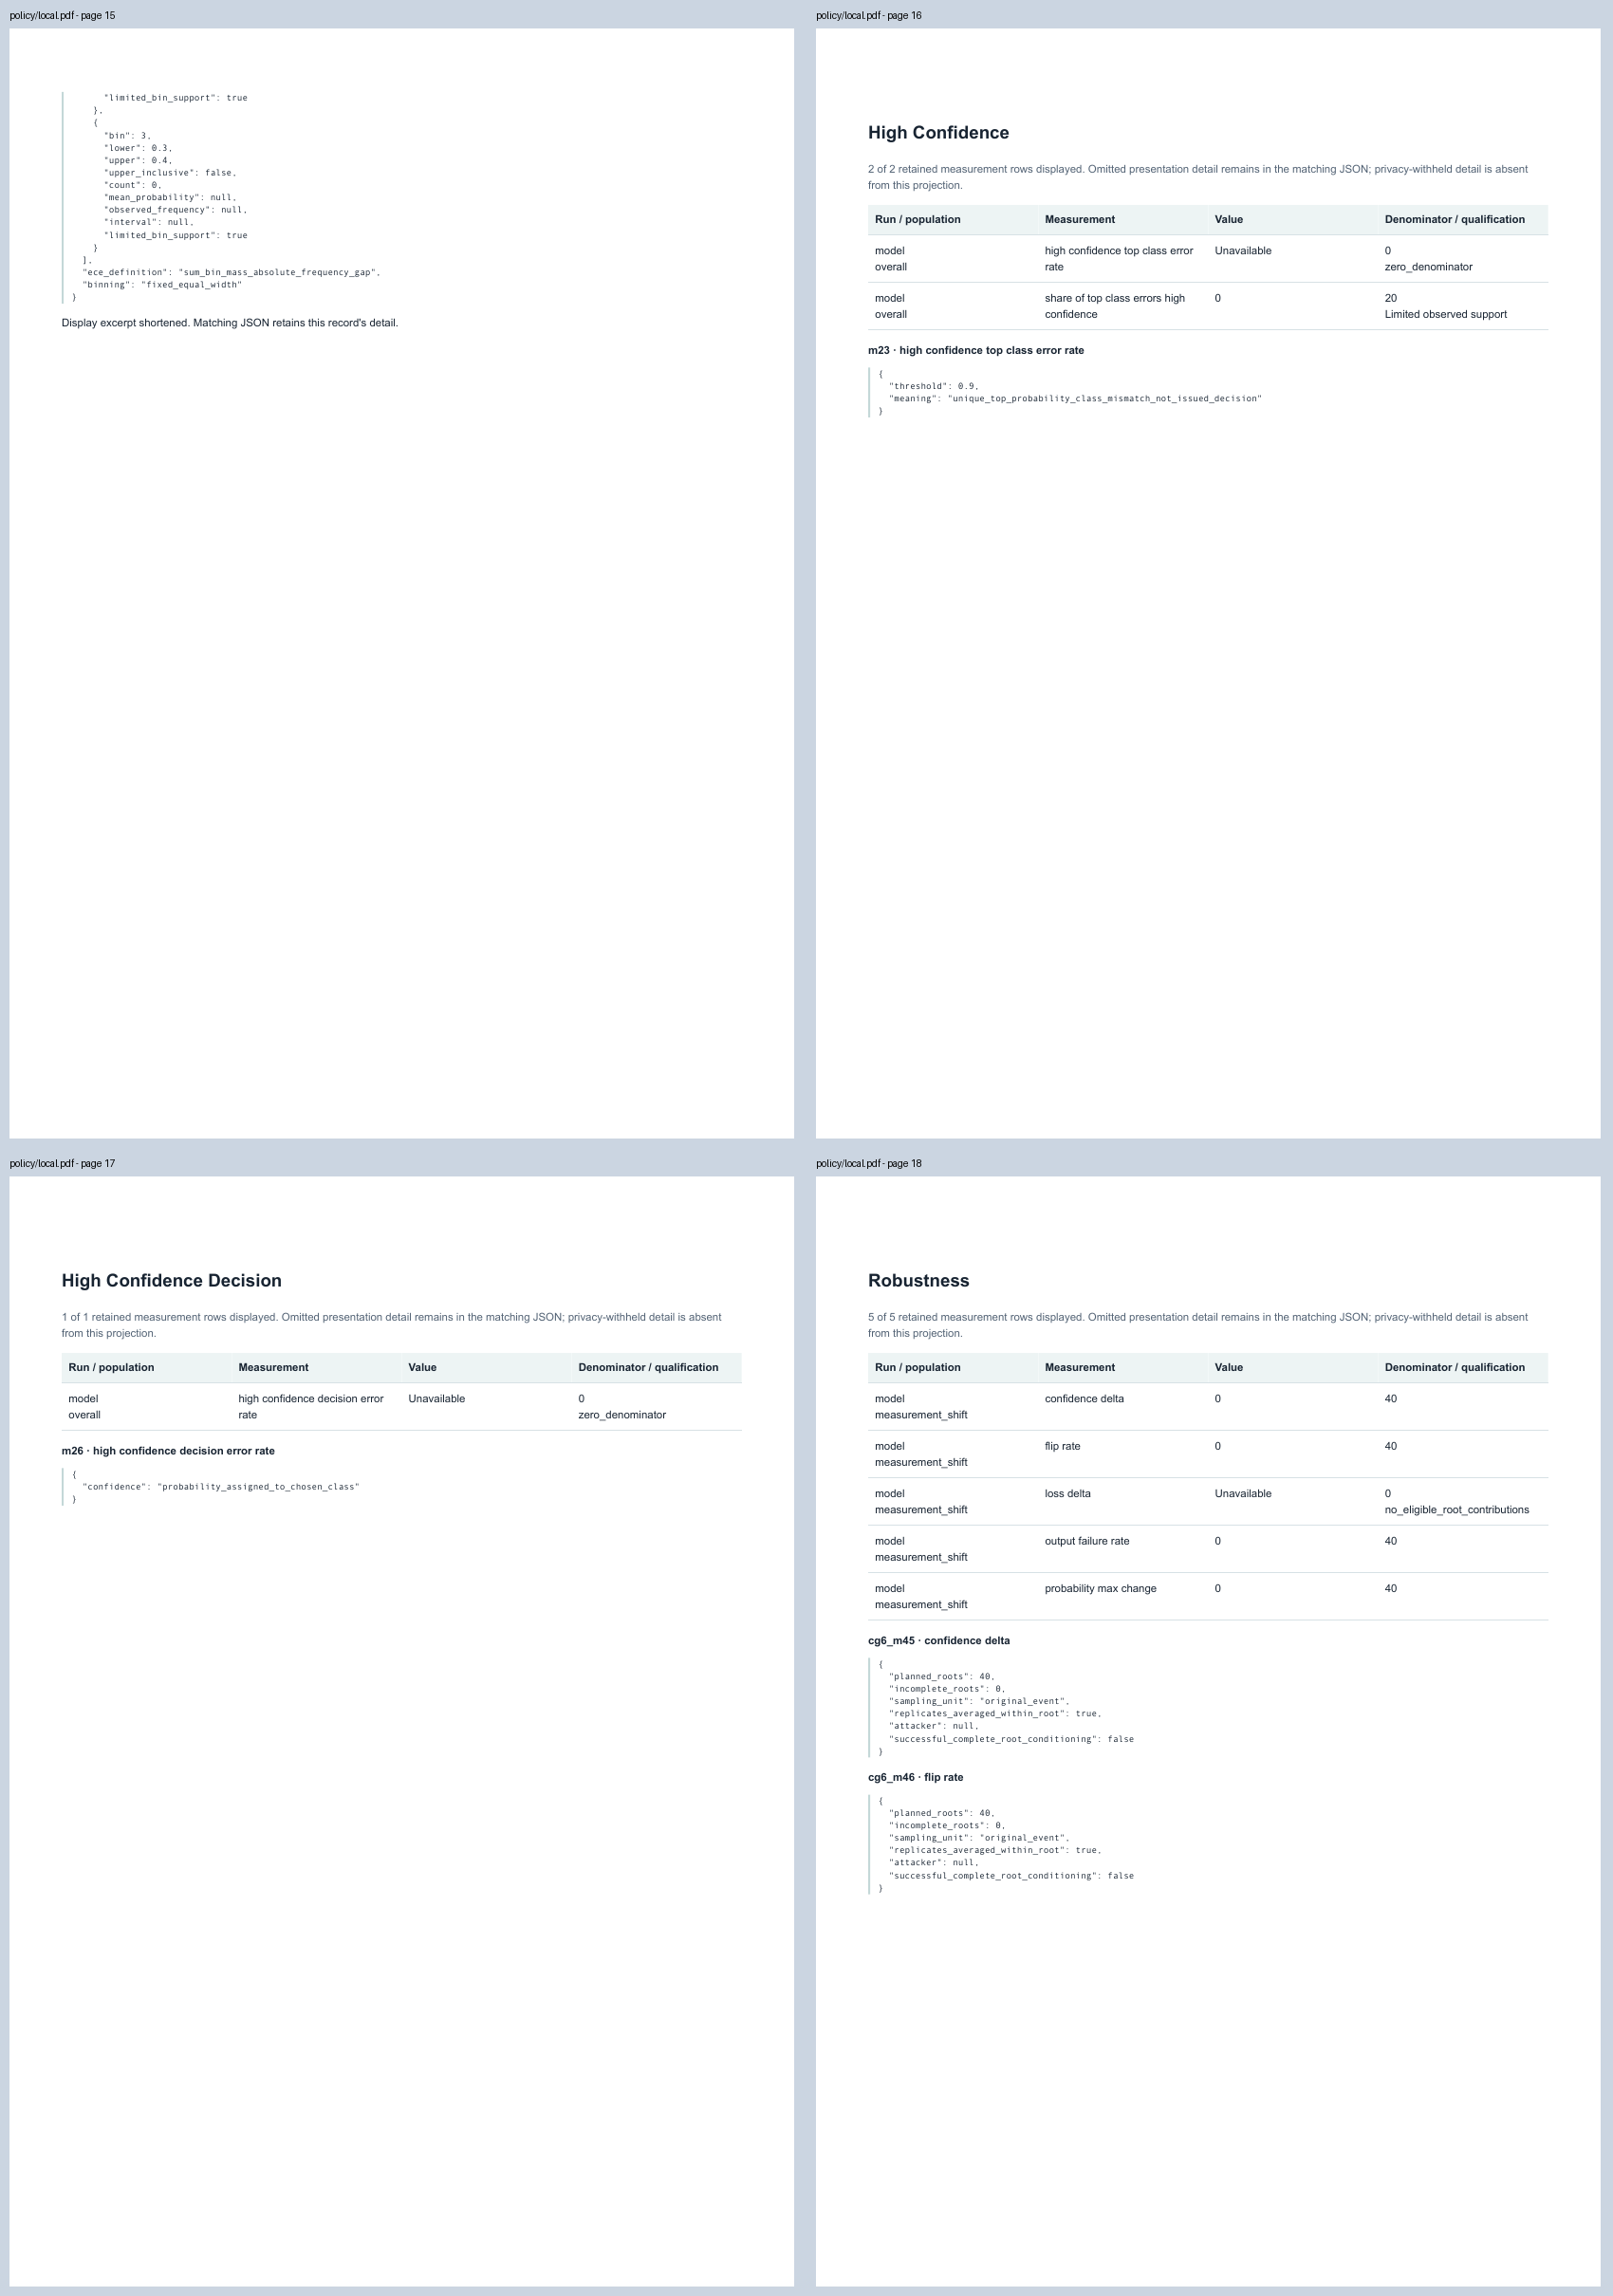 policy/local.pdf - page 15
"limited_bin_support": true
},
{
"bin": 3,
"lower": 0.3,
"upper": 0.4,
"upper_inclusive": false,
"count": 0,
"mean_probability": null,
"observed_frequency": null,
"interval": null,
"limited_bin_support": true
}
],
"ece_definition": "sum_bin_mass_absolute_frequency_gap",
"binning": "fixed_equal_width"
}
Display excerpt shortened. Matching JSON retains this record's detail.
policy/local.pdf - page 16
High Confidence
2 of 2 retained measurement rows displayed. Omitted presentation detail remains in the matching JSON; privacy-withheld detail is absent
from this projection.
Run / population Measurement Value Denominator / qualification
model high confidence top class error Unavailable 0
overall rate zero_denominator
model share of top class errors high 0 20
overall confidence Limited observed support
m23 · high confidence top class error rate
{
"threshold": 0.9,
"meaning": "unique_top_probability_class_mismatch_not_issued_decision"
}
policy/local.pdf - page 17
High Confidence Decision
1 of 1 retained measurement rows displayed. Omitted presentation detail remains in the matching JSON; privacy-withheld detail is absent
from this projection.
Run / population Measurement Value Denominator / qualification
model high confidence decision error Unavailable 0
overall rate zero_denominator
m26 · high confidence decision error rate
{
"confidence": "probability_assigned_to_chosen_class"
}
policy/local.pdf - page 18
Robustness
5 of 5 retained measurement rows displayed. Omitted presentation detail remains in the matching JSON; privacy-withheld detail is absent
from this projection.
Run / population Measurement Value Denominator / qualification
model confidence delta 0 40
measurement_shift
model flip rate 0 40
measurement_shift
model loss delta Unavailable 0
measurement_shift no_eligible_root_contributions
model output failure rate 0 40
measurement_shift
model probability max change 0 40
measurement_shift
cg6_m45 · confidence delta
{
"planned_roots": 40,
"incomplete_roots": 0,
"sampling_unit": "original_event",
"replicates_averaged_within_root": true,
"attacker": null,
"successful_complete_root_conditioning": false
}
cg6_m46 · flip rate
{
"planned_roots": 40,
"incomplete_roots": 0,
"sampling_unit": "original_event",
"replicates_averaged_within_root": true,
"attacker": null,
"successful_complete_root_conditioning": false
}